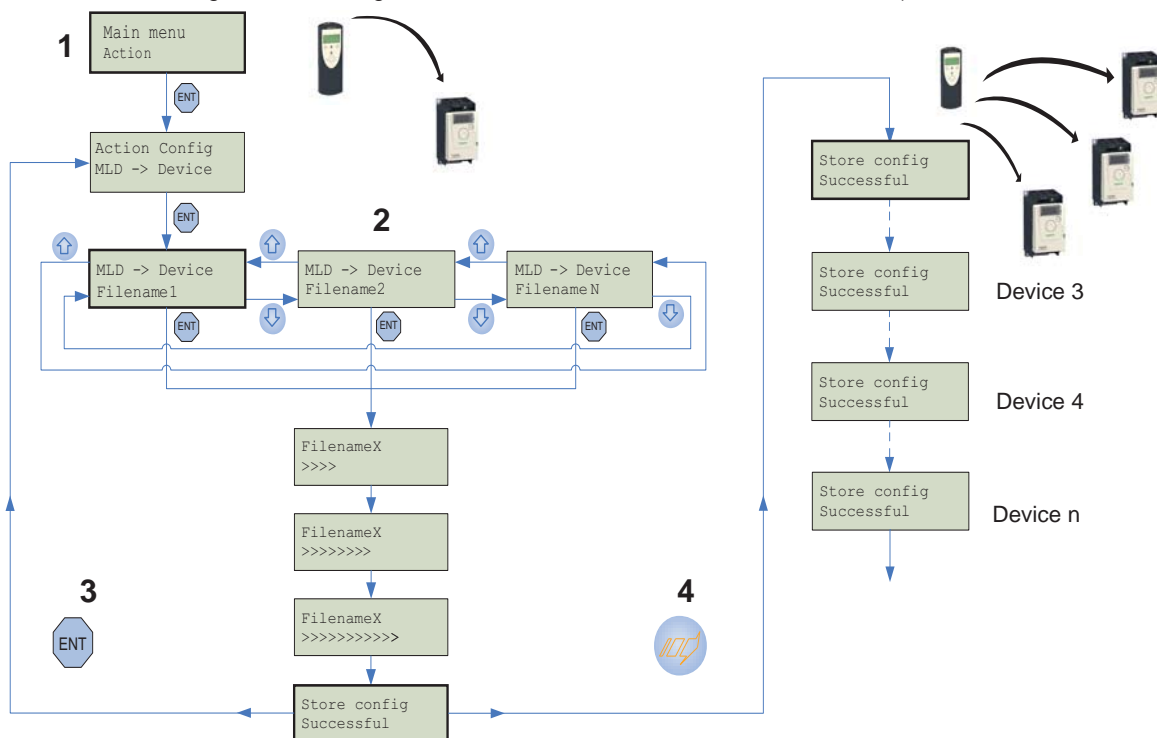 1
Main menu
Action
ENT
Action Config
MLD -> Device
ENT
2
MLD -> Device
Filename1
MLD -> Device
Filename2
MLD -> Device
Filename N
ENT
ENT
ENT
FilenameX
>>>>
FilenameX
>>>>>>>>
FilenameX
>>>>>>>>>>>
3
ENT
4
Store config
Successful
Store config
Successful
Store config
Successful
Device 3
Store config
Successful
Device 4
Store config
Successful
Device n